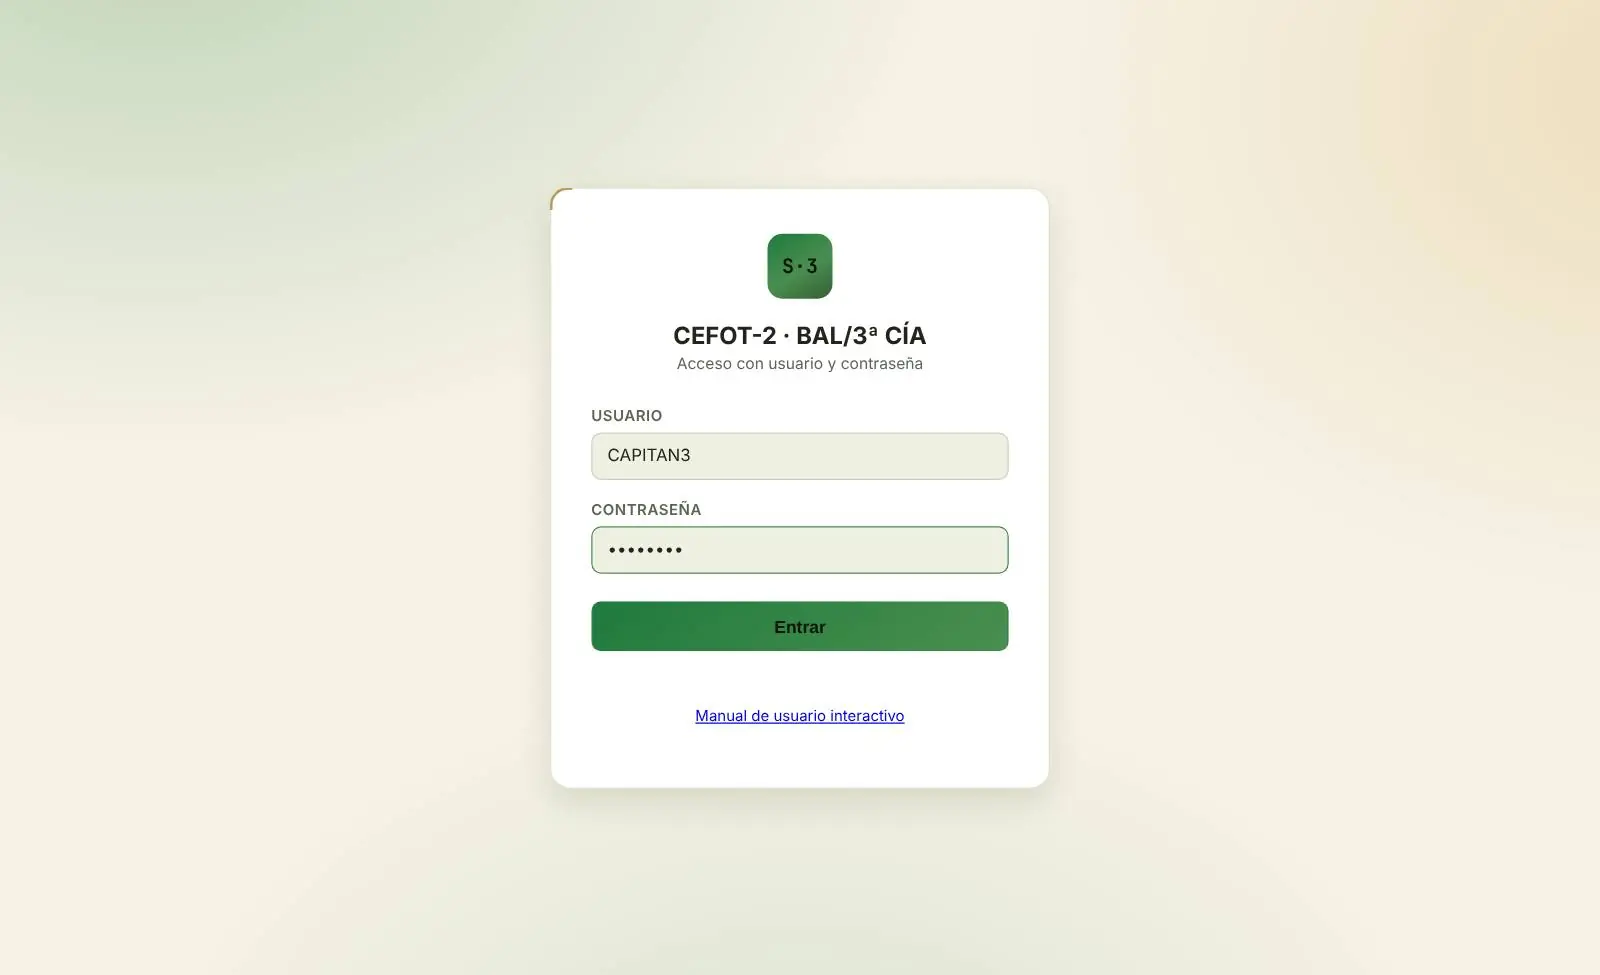 S·3
CEFOT-2 · BAL/3ª CÍA
Acceso con usuario y contraseña
USUARIO
CAPITAN3
CONTRASEÑA
••••••••
Entrar
Manual de usuario interactivo